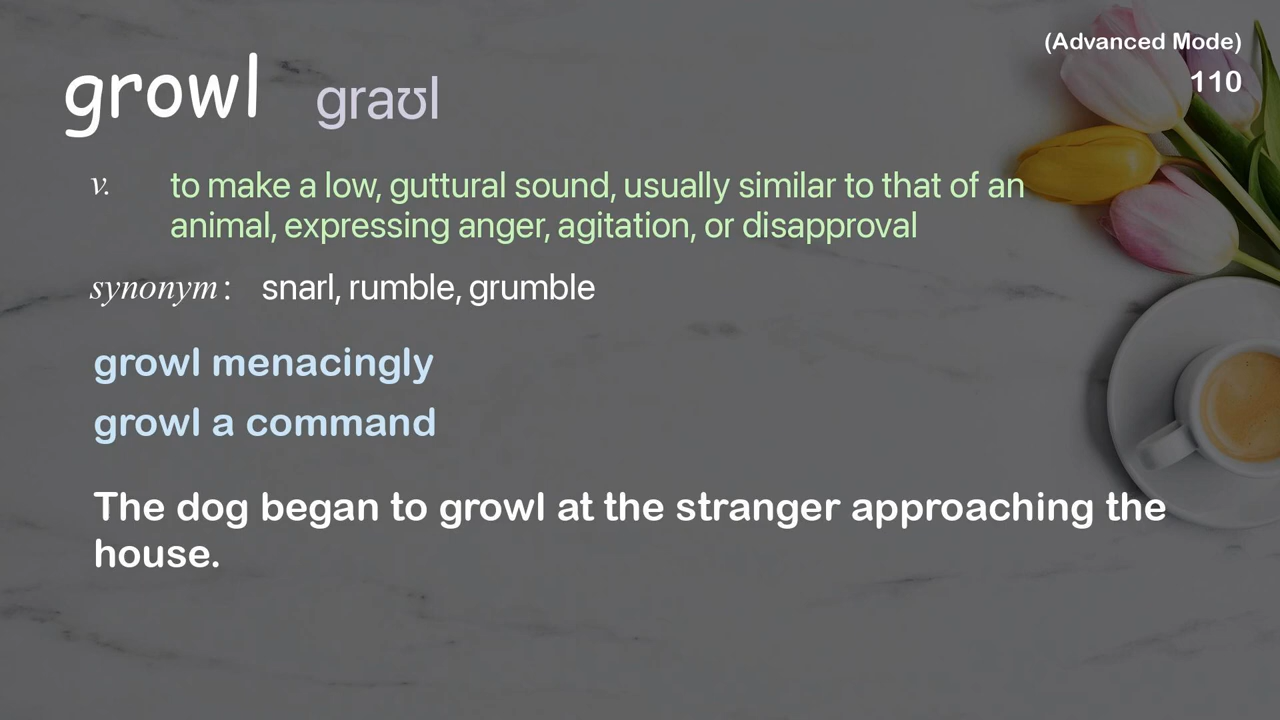 (Advanced Mode)
110
growl graʊl
v. to make a low, guttural sound, usually similar to that of an
animal, expressing anger, agitation, or disapproval
synonym : snarl, rumble, grumble
growl menacingly
growl a command
The dog began to growl at the stranger approaching the
house.